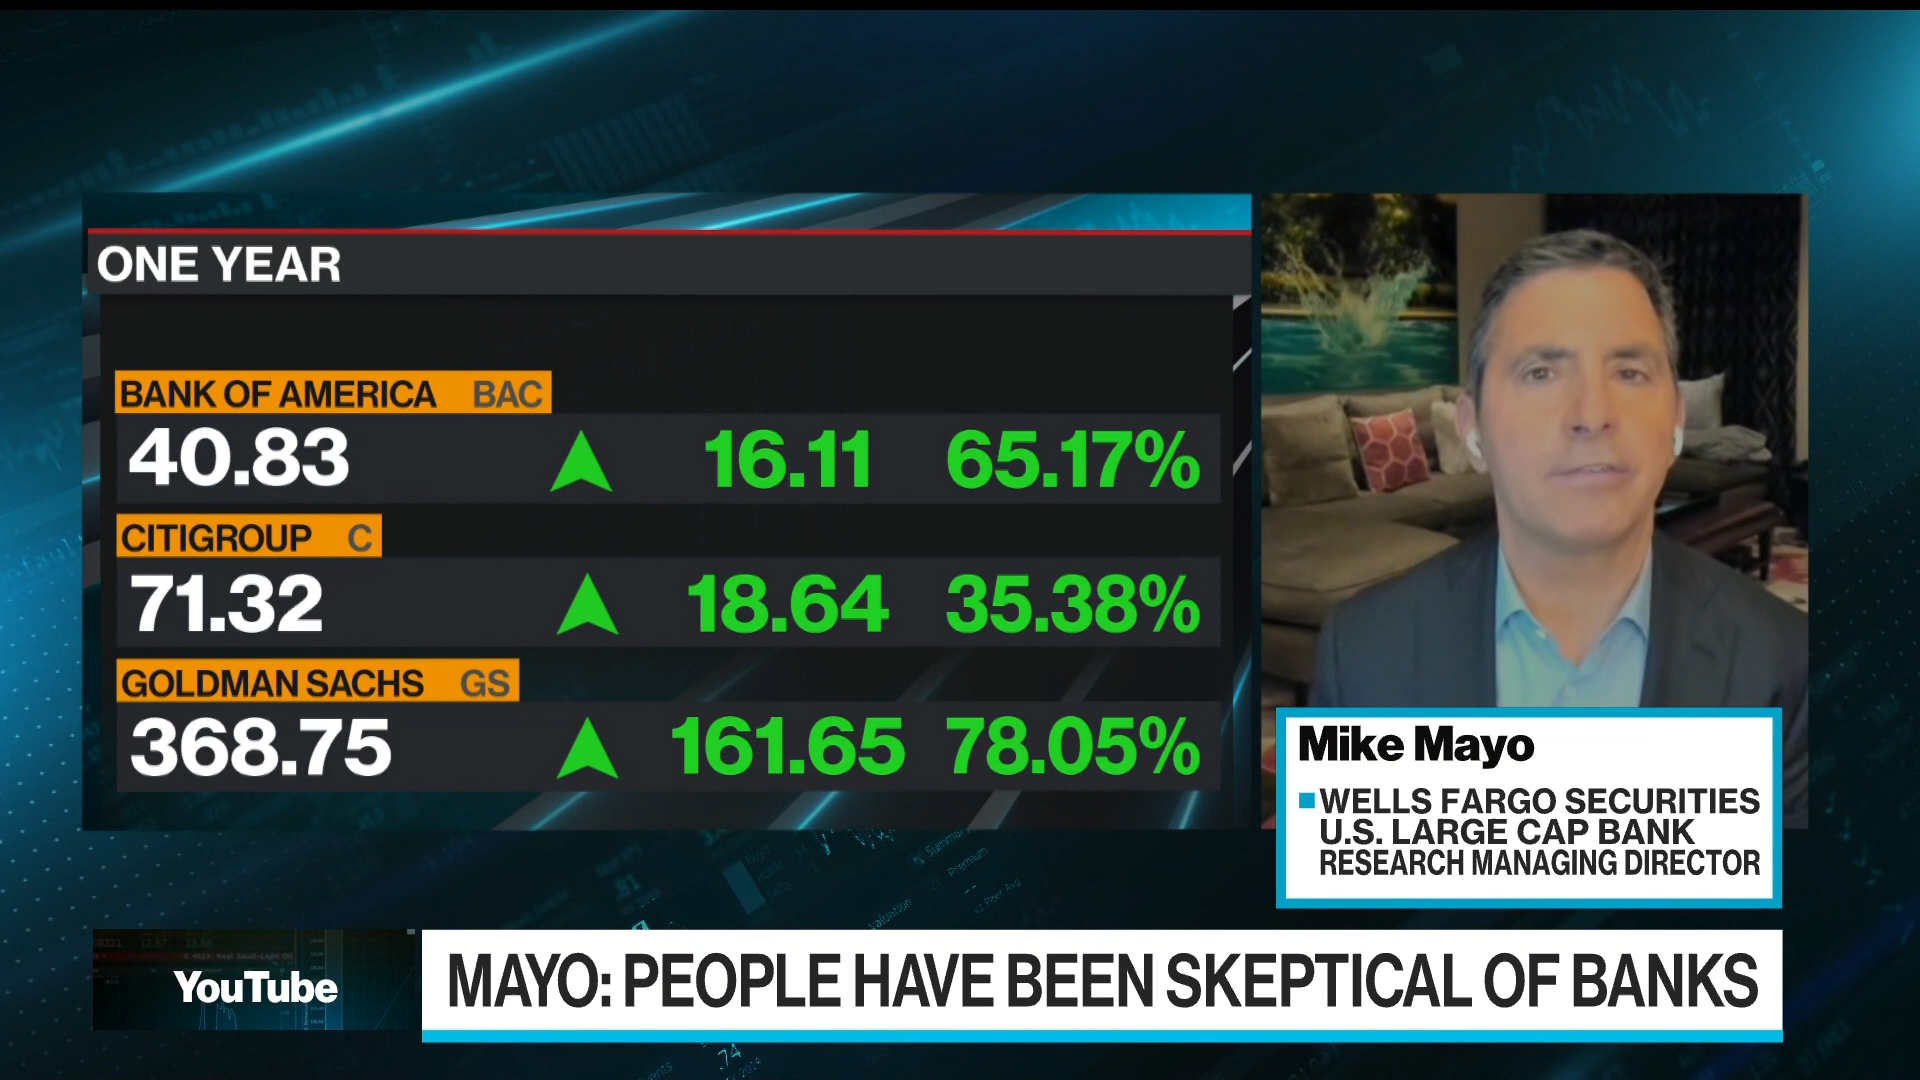 ONE YEAR
BANK OF AMERICA BAC
40.83 16.11 65.17%
CITIGROUP C
71.32 18.64 35.38%
GOLDMAN SACHS GS
368.75 161.65 78.05%
Mike Mayo
WELLS FARGO SECURITIES
U.S. LARGE CAP BANK
RESEARCH MANAGING DIRECTOR
YouTube
MAYO: PEOPLE HAVE BEEN SKEPTICAL OF BANKS